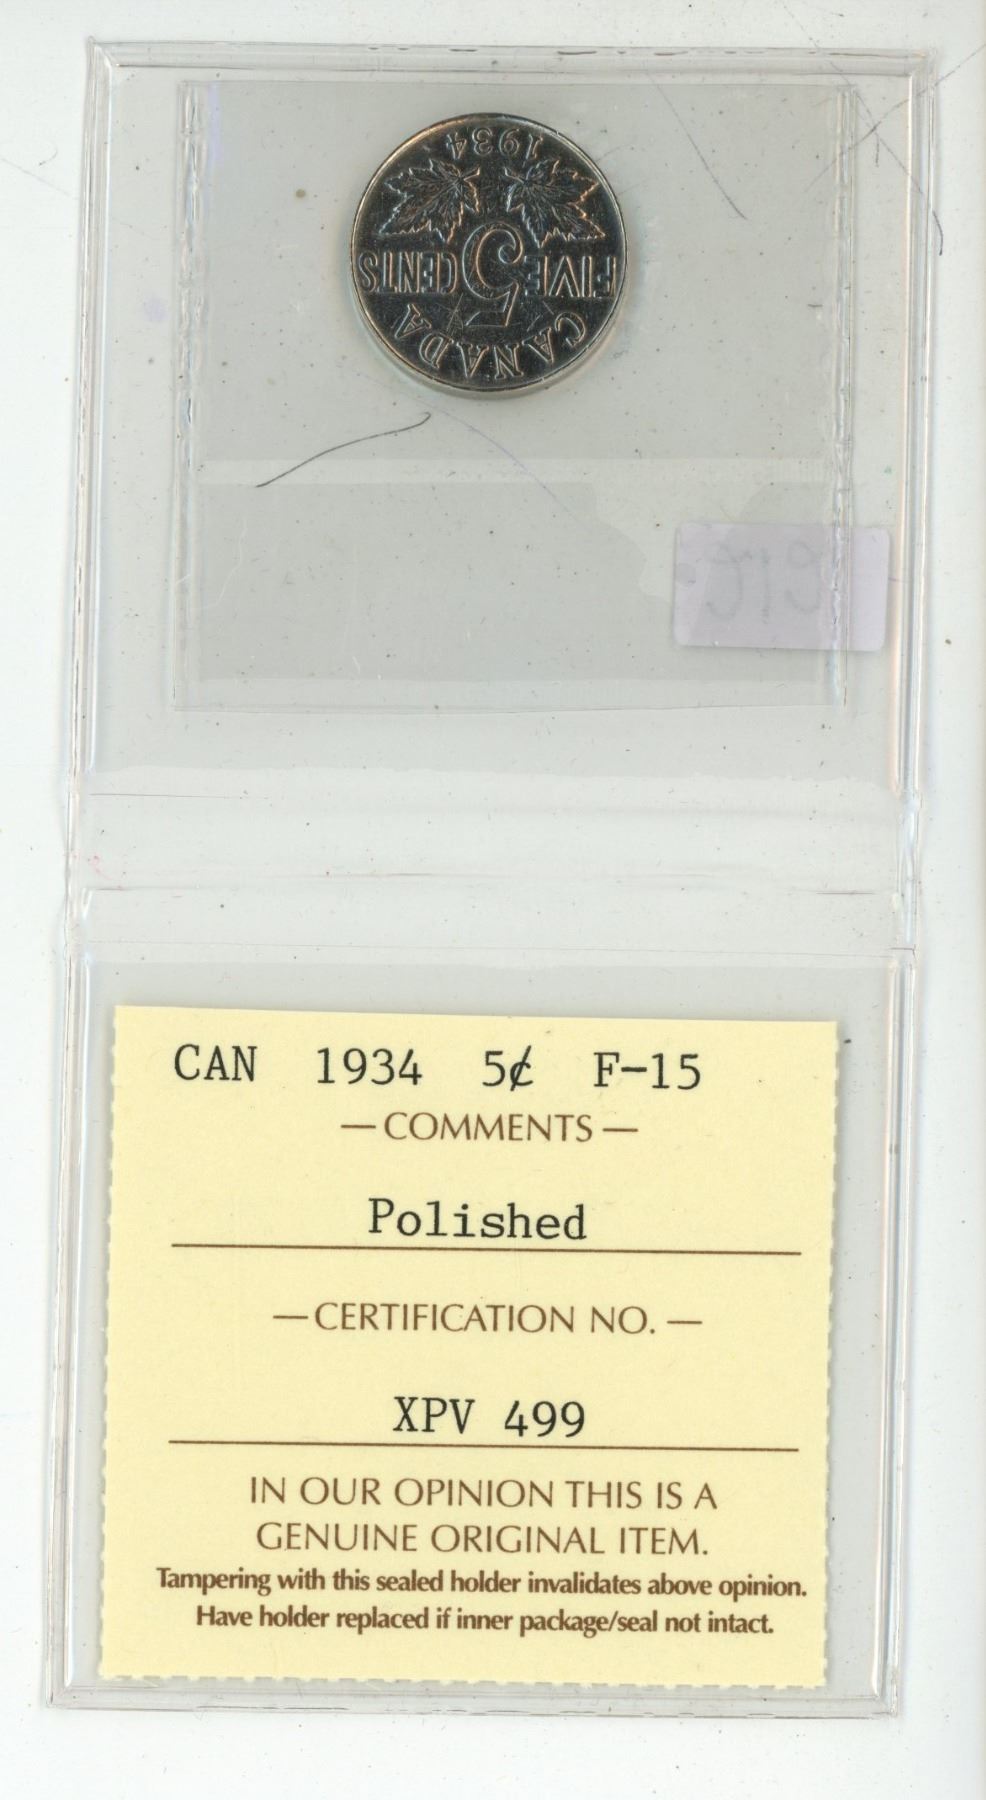 CANADA
FIVE 5 CENTS
1934
CAN 1934 5¢ F-15
— COMMENTS —
Polished
— CERTIFICATION NO. —
XPV 499
IN OUR OPINION THIS IS A
GENUINE ORIGINAL ITEM.
Tampering with this sealed holder invalidates above opinion.
Have holder replaced if inner package/seal not intact.